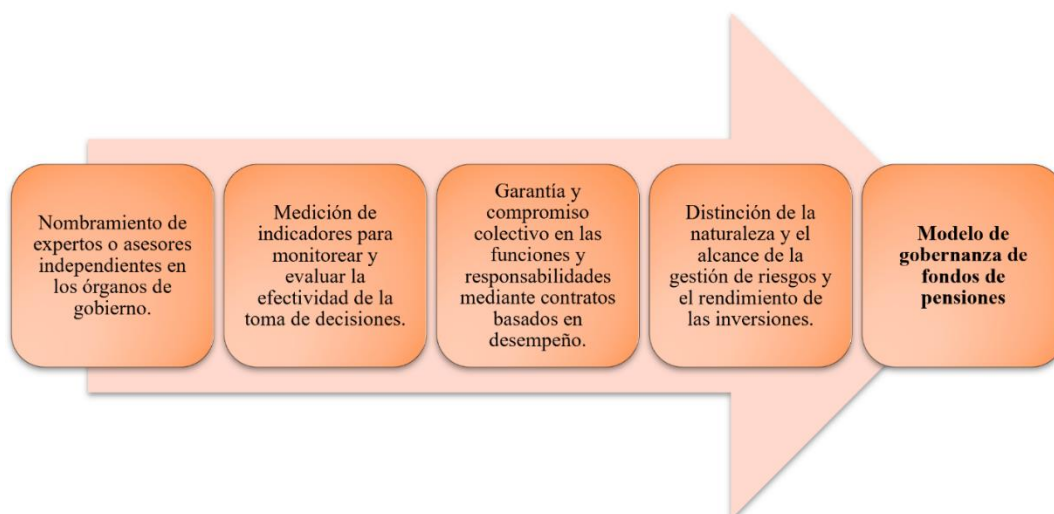 Nombramiento de
expertos o asesores
independientes en
los órganos de
gobierno.
Medición de
indicadores para
monitorear y
evaluar la
efectividad de la
toma de decisiones.
Garantía y
compromiso
colectivo en las
funciones y
responsabilidades
mediante contratos
basados en
desempeño.
Distinción de la
naturaleza y el
alcance de la
gestión de riesgos y
el rendimiento de
las inversiones.
Modelo de
gobernanza de
fondos de
pensiones